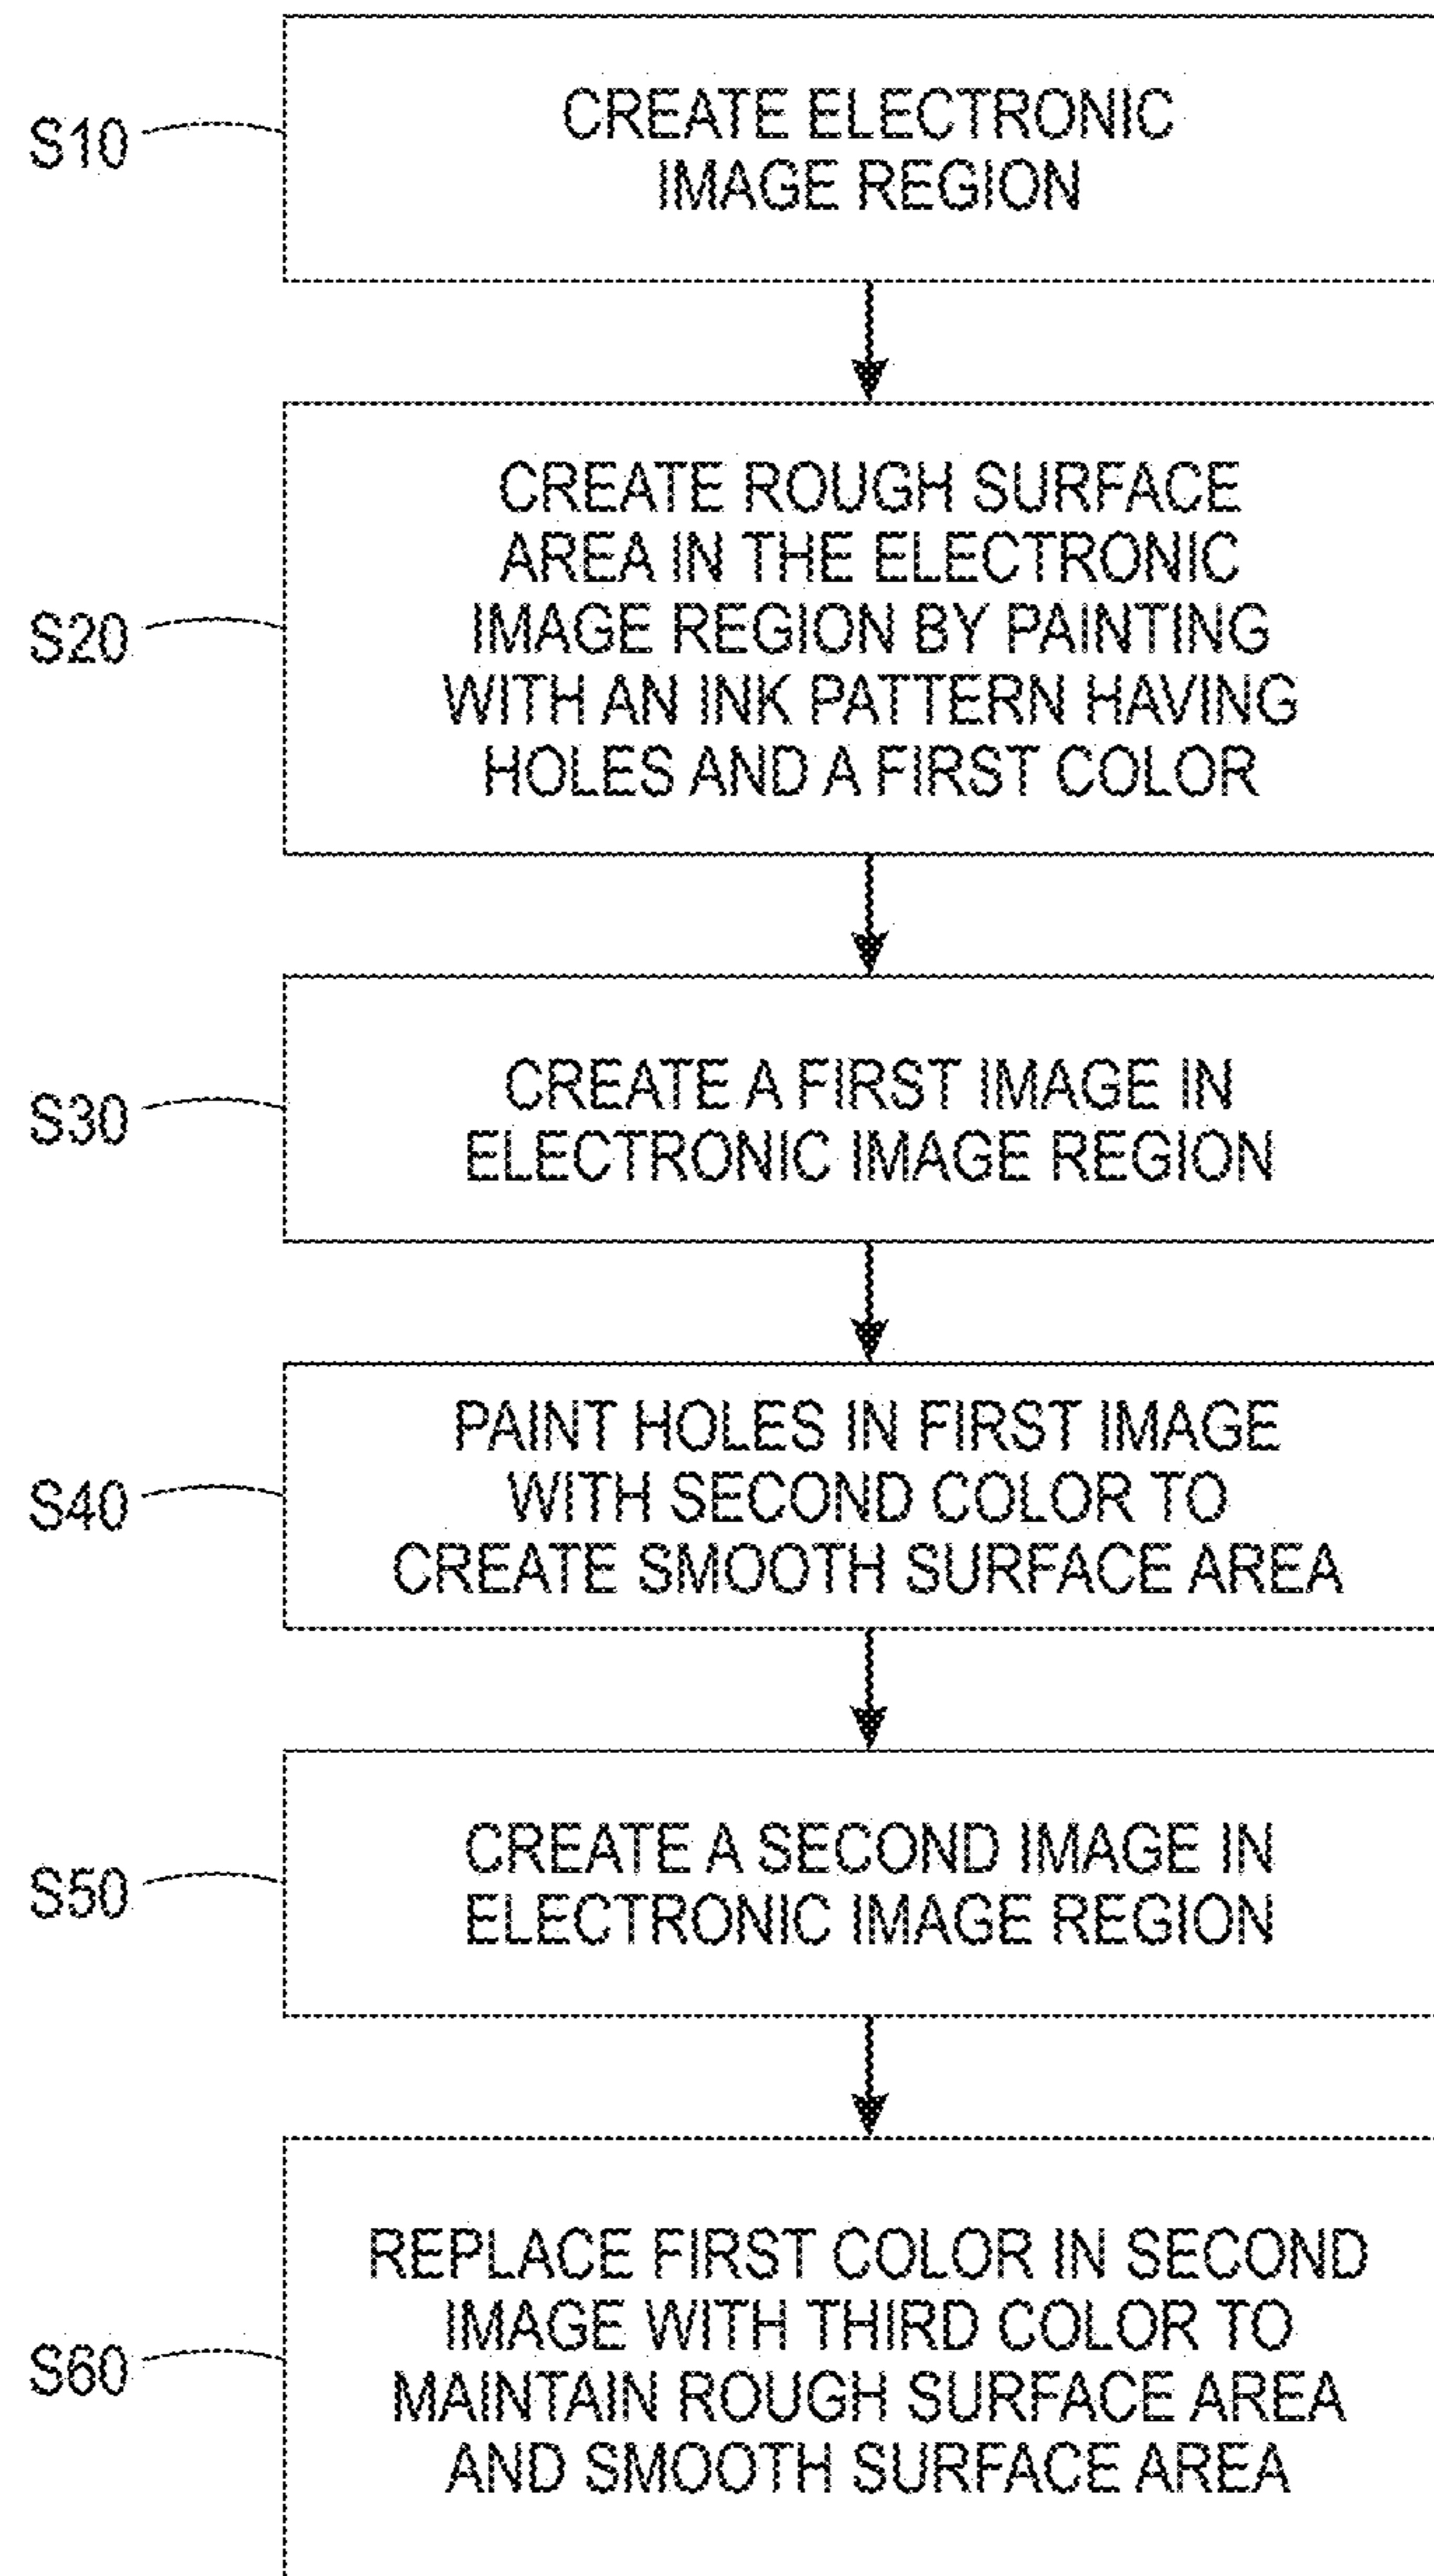 S10
CREATE ELECTRONIC
IMAGE REGION
S20
CREATE ROUGH SURFACE
AREA IN THE ELECTRONIC
IMAGE REGION BY PAINTING
WITH AN INK PATTERN HAVING
HOLES AND A FIRST COLOR
S30
CREATE A FIRST IMAGE IN
ELECTRONIC IMAGE REGION
S40
PAINT HOLES IN FIRST IMAGE
WITH SECOND COLOR TO
CREATE SMOOTH SURFACE AREA
S50
CREATE A SECOND IMAGE IN
ELECTRONIC IMAGE REGION
S60
REPLACE FIRST COLOR IN SECOND
IMAGE WITH THIRD COLOR TO
MAINTAIN ROUGH SURFACE AREA
AND SMOOTH SURFACE AREA